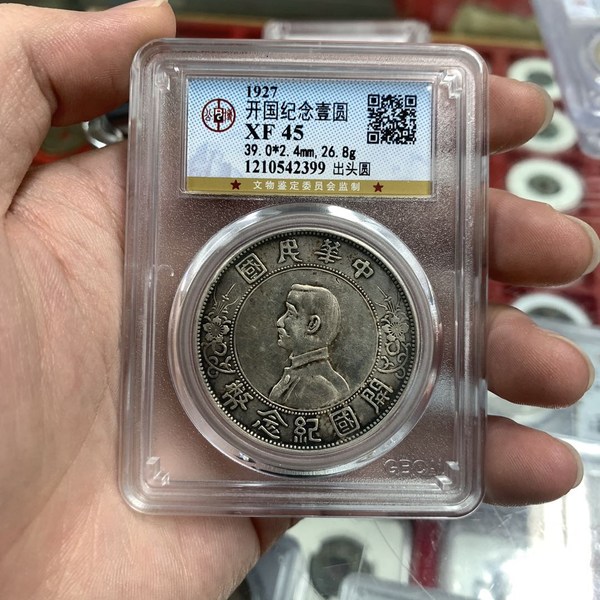 1927
开国纪念壹圆
XF 45
39.0*2.4mm,26.8g
1210542399 出头圆
★ 文物鉴定委员会监制 ★
中華民國
開國紀念幣